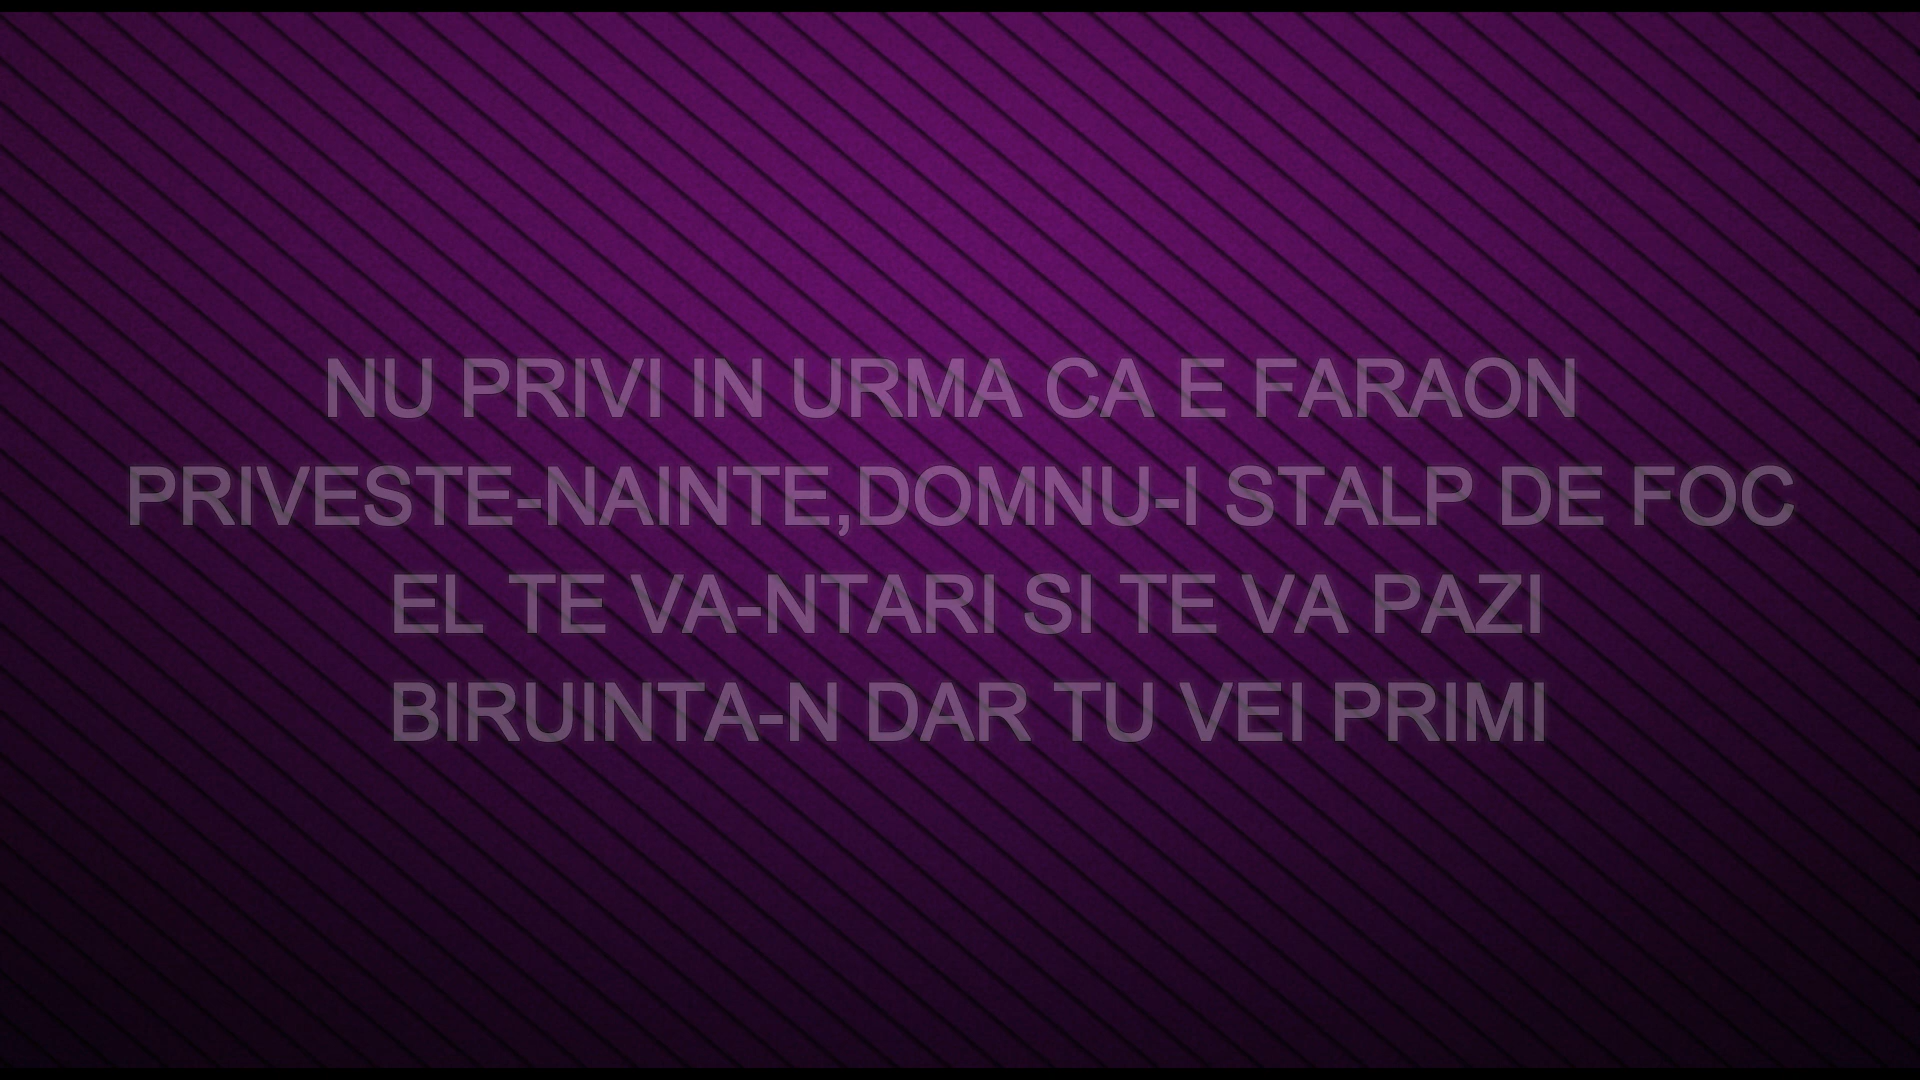 NU PRIVI IN URMA CA E FARAON
PRIVESTE-NAINTE,DOMNU-I STALP DE FOC
EL TE VA-NTARI SI TE VA PAZI
BIRUINTA-N DAR TU VEI PRIMI